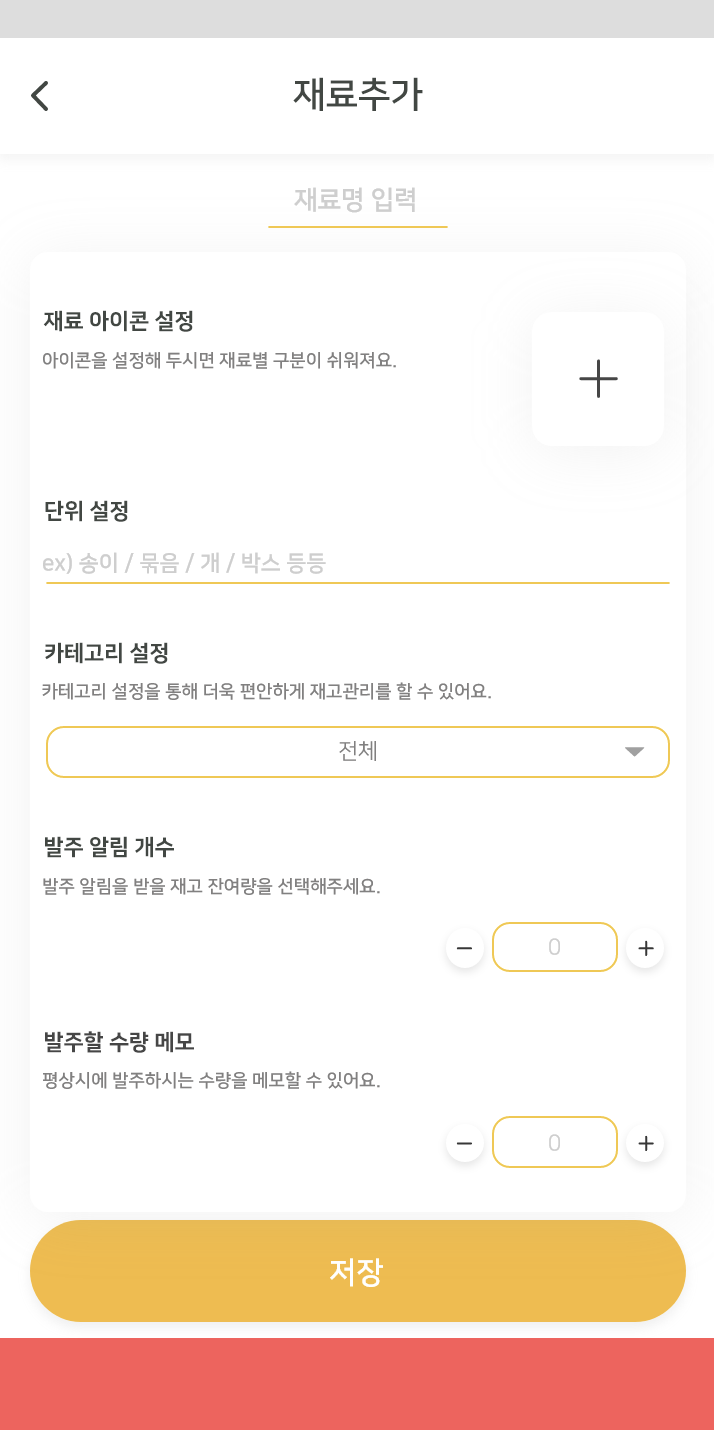 재료추가
재료명 입력
재료 아이콘 설정
아이콘을 설정해 두시면 재료별 구분이 쉬워져요.
단위 설정
ex) 송이 / 묶음 / 개 / 박스 등등
카테고리 설정
카테고리 설정을 통해 더욱 편안하게 재고관리를 할 수 있어요.
전체
발주 알림 개수
발주 알림을 받을 재고 잔여량을 선택해주세요.
0
발주할 수량 메모
평상시에 발주하시는 수량을 메모할 수 있어요.
0
저장